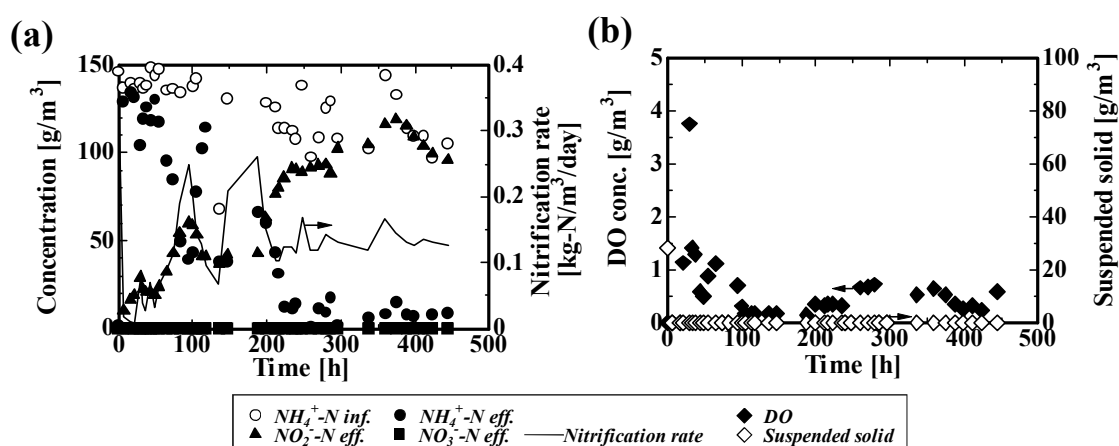 (a)
(b)
Concentration [g/m³]
150
100
50
0
0.4
0.3
0.2
0.1
0
Nitrification rate
[kg-N/m³/day]
0 100 200 300 400 500
Time [h]
DO conc. [g/m³]
5
4
3
2
1
0
100
80
60
40
20
0
Suspended solid [g/m³]
0 100 200 300 400 500
Time [h]
NH₄⁺-N inf. NH₄⁺-N eff. DO
NO₂⁻-N eff. NO₃⁻-N eff. Nitrification rate Suspended solid